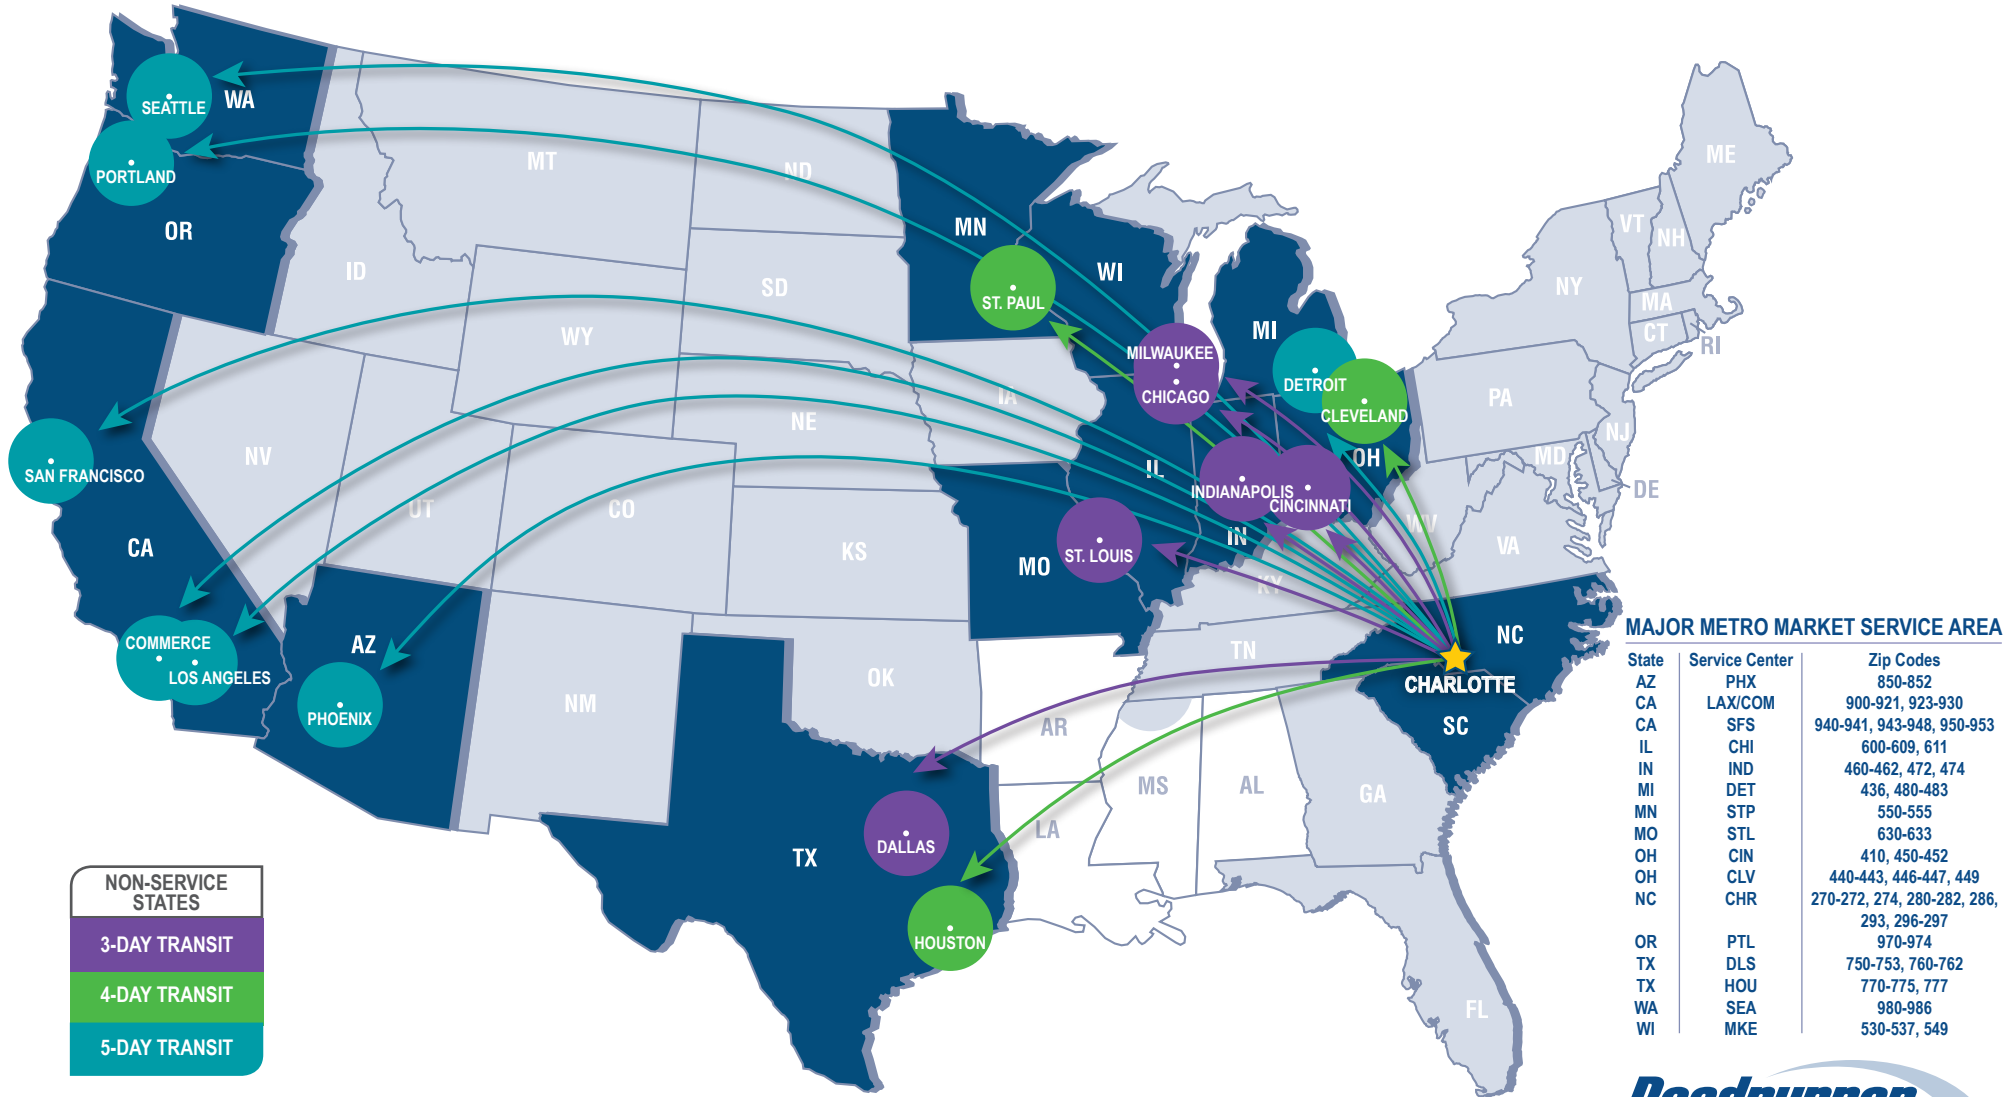 SEATTLE
WA
PORTLAND
OR
MT
ID
ND
MN
WI
ST. PAUL
SD
WY
MI
MILWAUKEE
CHICAGO
DETROIT
CLEVELAND
ME
VT
NH
NY
MA
CT
RI
PA
NJ
MD
DE
OH
IA
NE
NV
SAN FRANCISCO
UT
CO
IL
INDIANAPOLIS
CINCINNATI
IN
WV
VA
CA
KS
MO
ST. LOUIS
KY
COMMERCE
LOS ANGELES
AZ
PHOENIX
NM
OK
TN
NC
CHARLOTTE
SC
AR
MS
AL
GA
LA
TX
DALLAS
HOUSTON
FL
NON-SERVICE
STATES
3-DAY TRANSIT
4-DAY TRANSIT
5-DAY TRANSIT
MAJOR METRO MARKET SERVICE AREA
State Service Center Zip Codes
AZ PHX 850-852
CA LAX/COM 900-921, 923-930
CA SFS 940-941, 943-948, 950-953
IL CHI 600-609, 611
IN IND 460-462, 472, 474
MI DET 436, 480-483
MN STP 550-555
MO STL 630-633
OH CIN 410, 450-452
OH CLV 440-443, 446-447, 449
NC CHR 270-272, 274, 280-282, 286,
293, 296-297
OR PTL 970-974
TX DLS 750-753, 760-762
TX HOU 770-775, 777
WA SEA 980-986
WI MKE 530-537, 549
Roadrunner